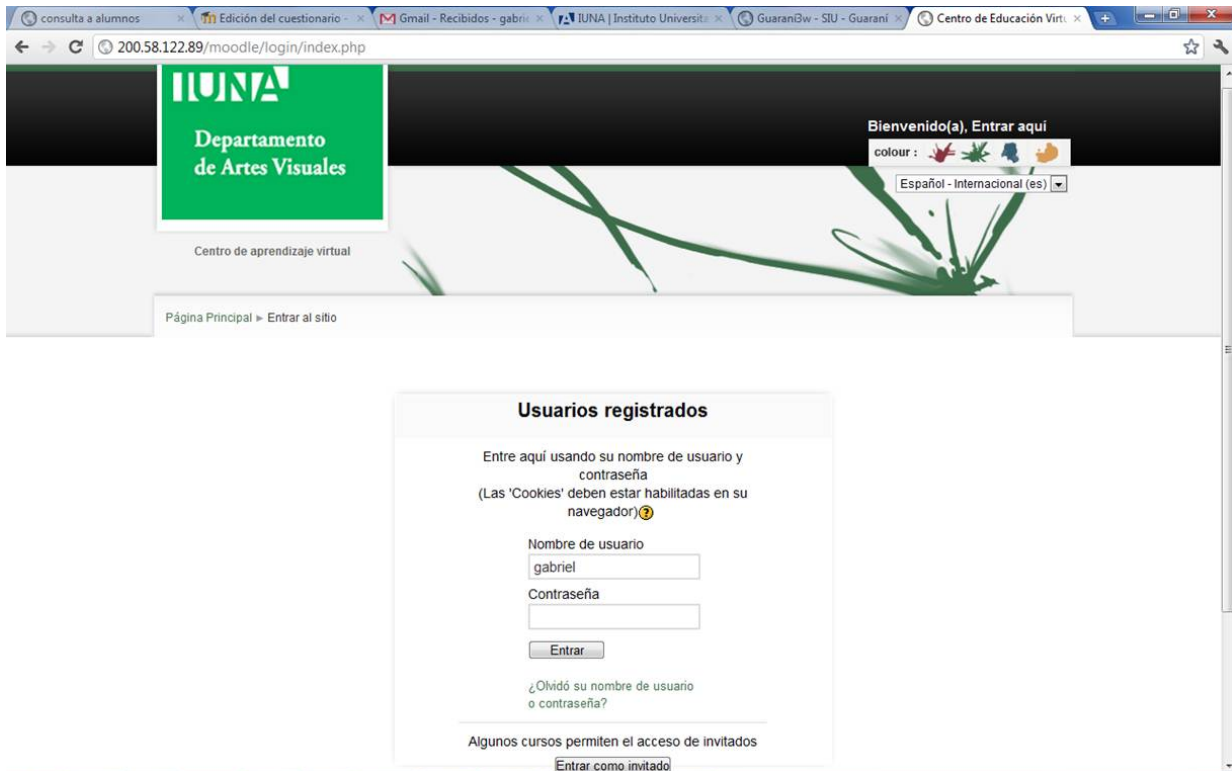 consulta a alumnos
Edición del cuestionario -
Gmail - Recibidos - gabrie
IUNA | Instituto Universita
Guarani3w - SIU - Guaraní
Centro de Educación Virtu
200.58.122.89/moodle/login/index.php
IUNA
Departamento
de Artes Visuales
Bienvenido(a), Entrar aquí
colour :
Español - Internacional (es)
Centro de aprendizaje virtual
Página Principal ► Entrar al sitio
Usuarios registrados
Entre aquí usando su nombre de usuario y
contraseña
(Las 'Cookies' deben estar habilitadas en su
navegador)?
Nombre de usuario
gabriel
Contraseña
Entrar
¿Olvidó su nombre de usuario
o contraseña?
Algunos cursos permiten el acceso de invitados
Entrar como invitado